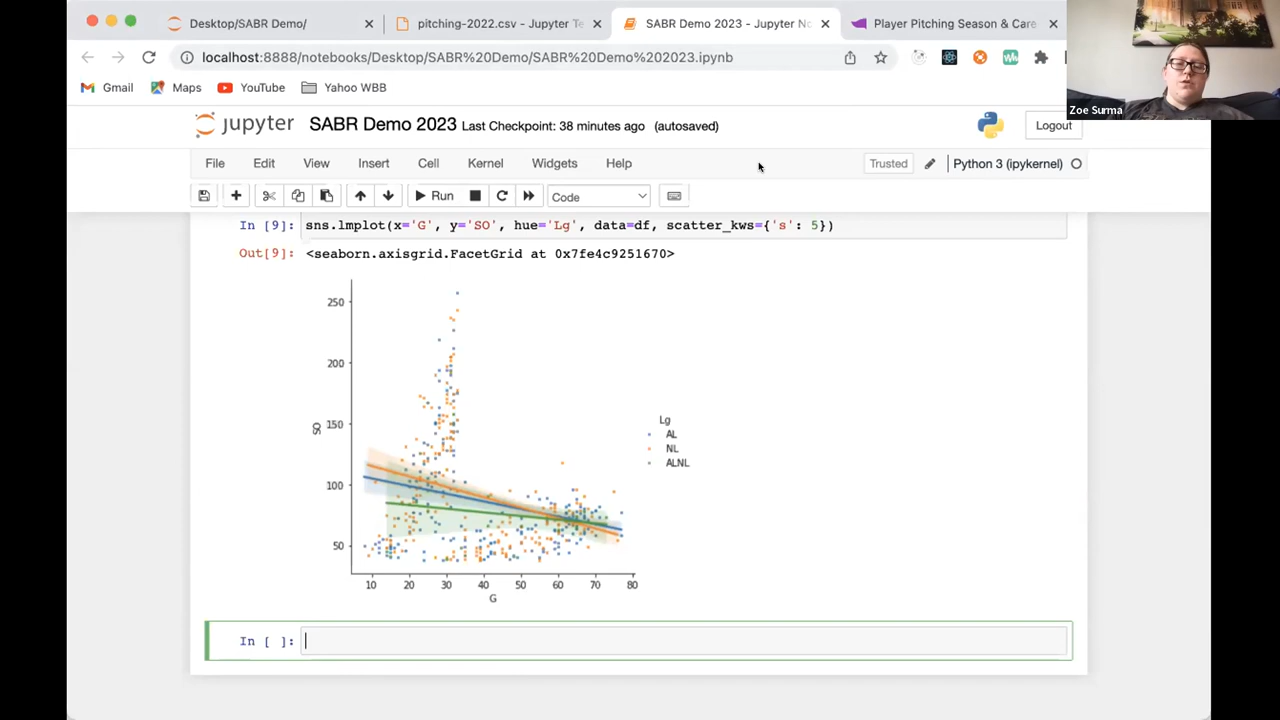 Desktop/SABR Demo/
pitching-2022.csv - Jupyter Te
SABR Demo 2023 - Jupyter No
Player Pitching Season & Care
localhost:8888/notebooks/Desktop/SABR%20Demo/SABR%20Demo%202023.ipynb
Gmail
Maps
YouTube
Yahoo WBB
Zoe Surma
jupyter
SABR Demo 2023
Last Checkpoint: 38 minutes ago (autosaved)
Logout
File
Edit
View
Insert
Cell
Kernel
Widgets
Help
Trusted
Python 3 (ipykernel)
Run
Code
In [9]:
sns.lmplot(x='G', y='SO', hue='Lg', data=df, scatter_kws={'s': 5})
Out[9]:
<seaborn.axisgrid.FacetGrid at 0x7fe4c9251670>
250
200
150
100
50
SO
Lg
AL
NL
ALNL
10 20 30 40 50 60 70 80
G
In [ ]: